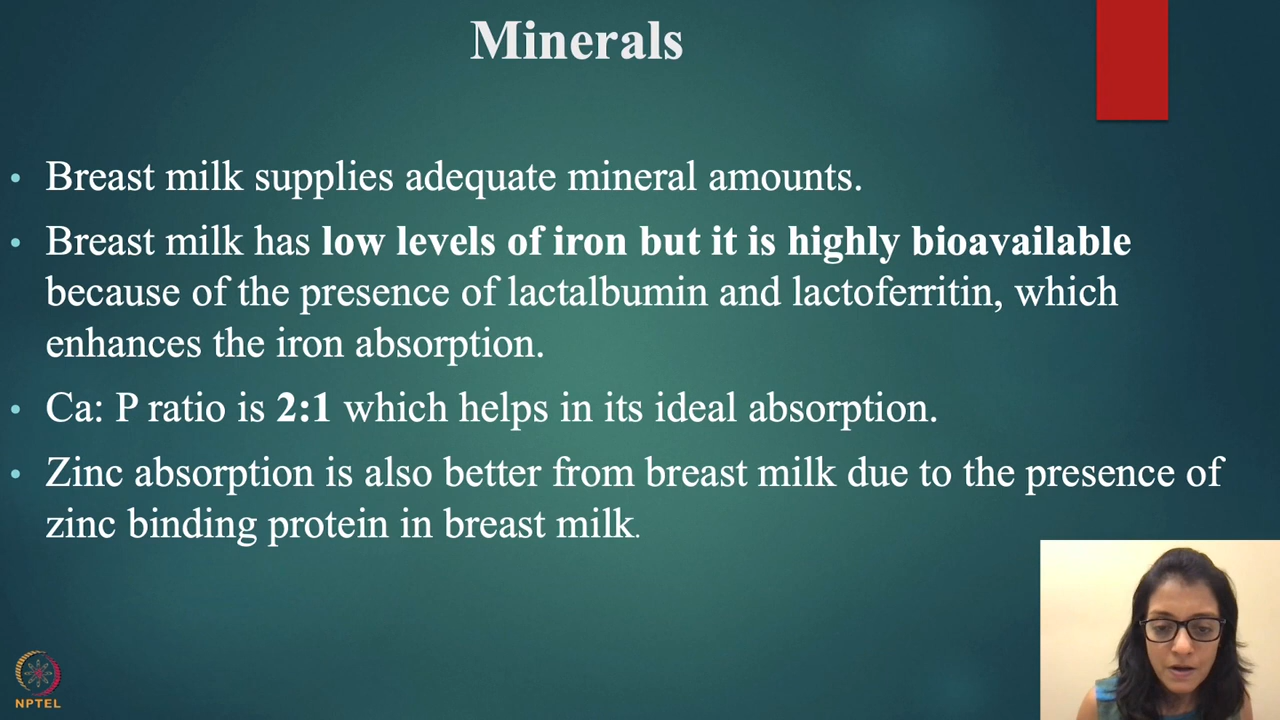 Minerals
• Breast milk supplies adequate mineral amounts.
• Breast milk has low levels of iron but it is highly bioavailable
because of the presence of lactalbumin and lactoferritin, which
enhances the iron absorption.
• Ca: P ratio is 2:1 which helps in its ideal absorption.
• Zinc absorption is also better from breast milk due to the presence of
zinc binding protein in breast milk.
NPTEL